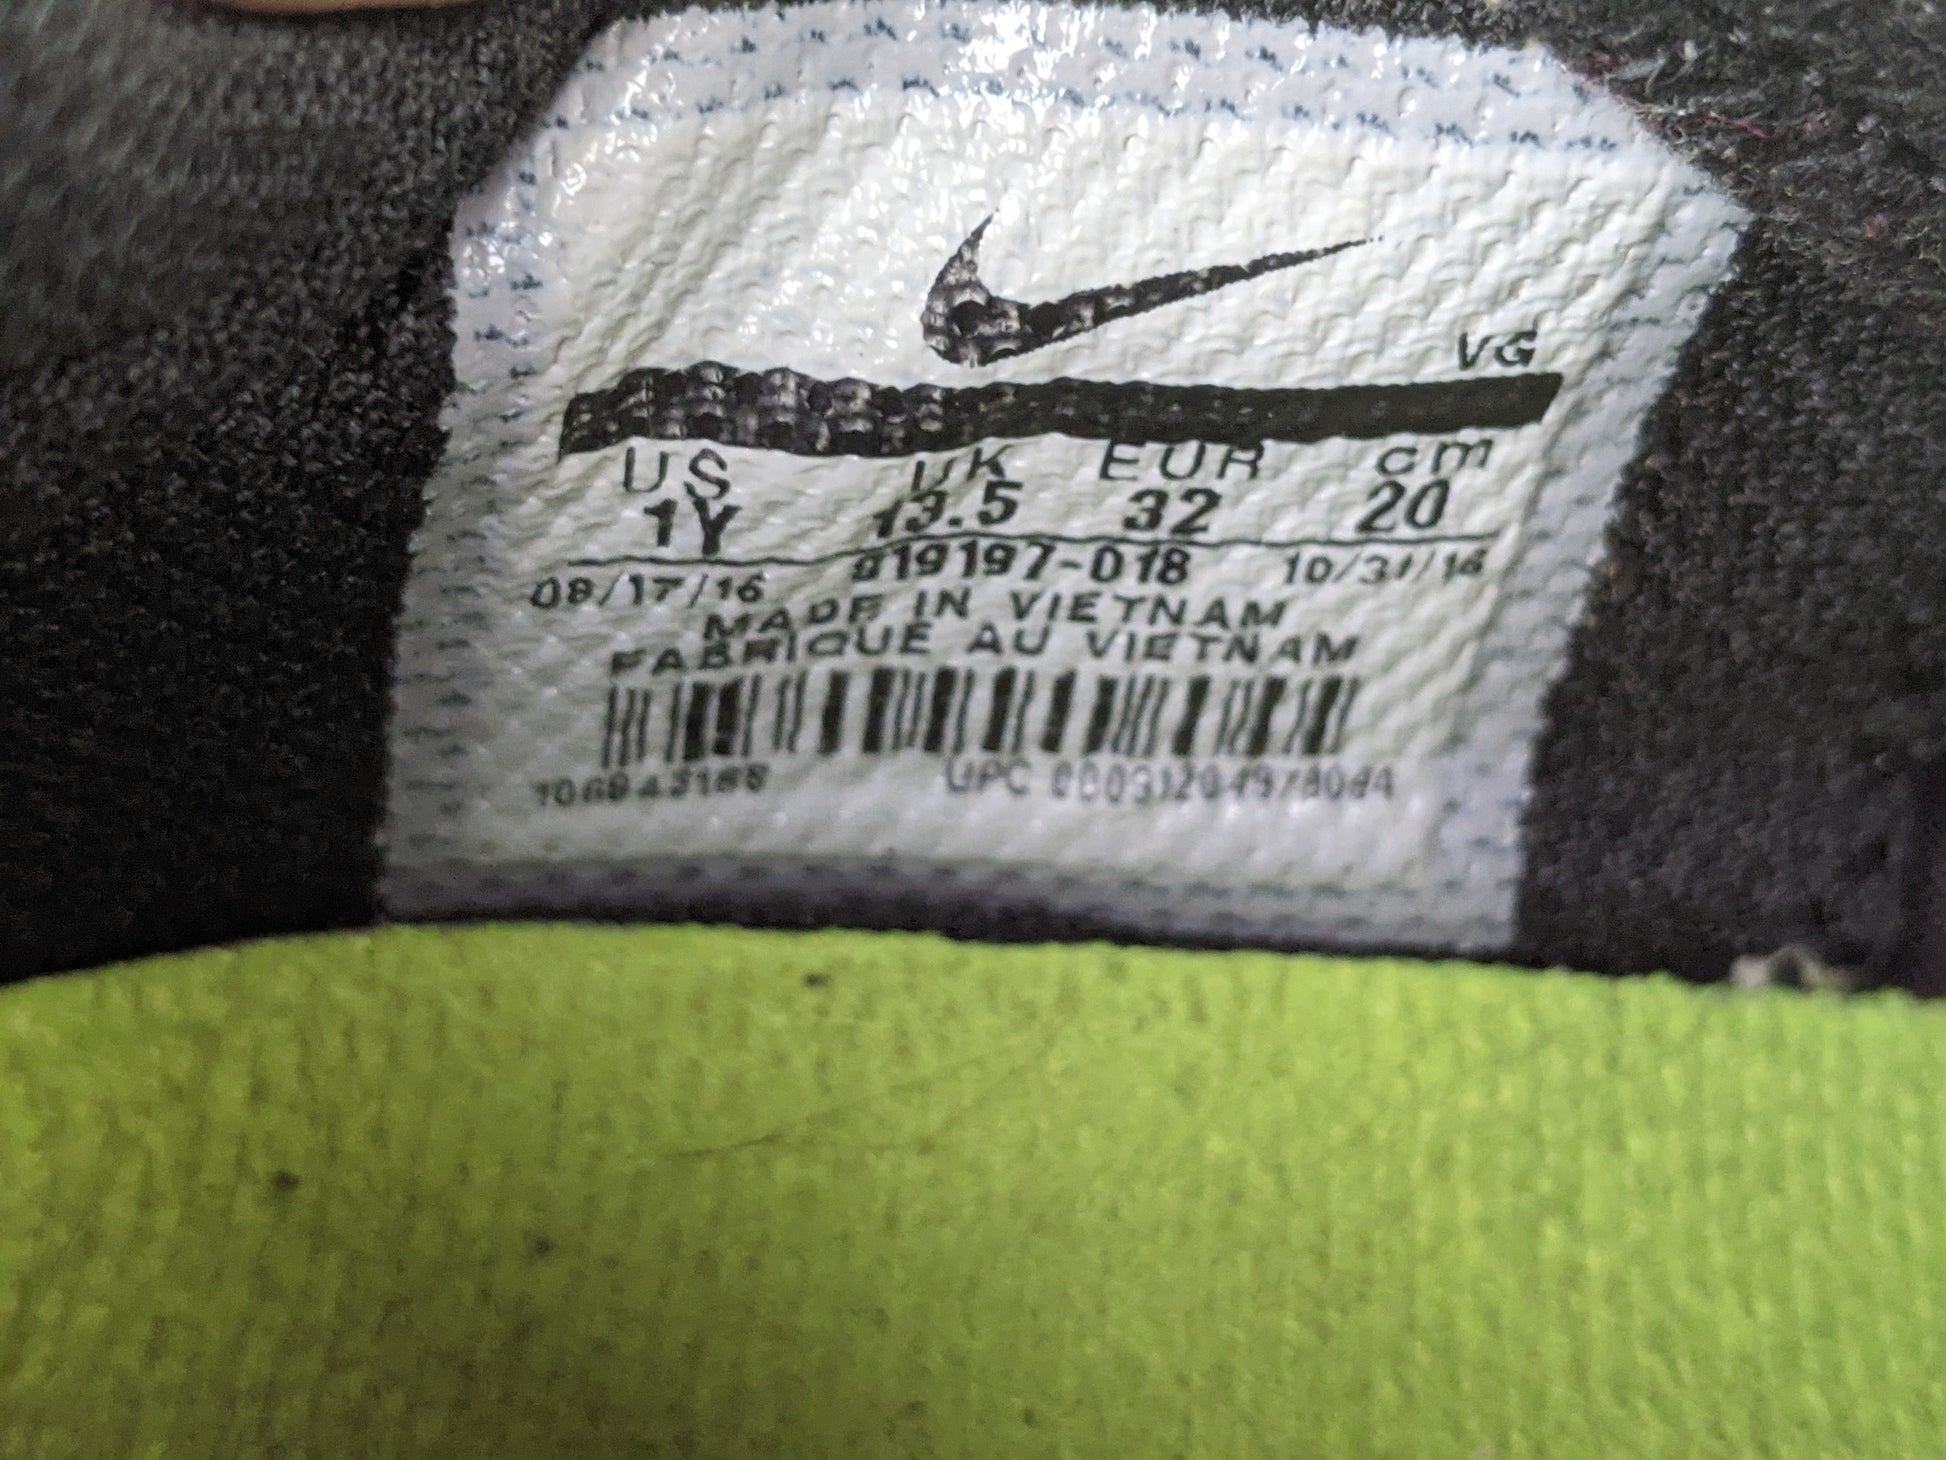 VG
US UK EUR cm
1Y 13.5 32 20
08/17/16 819197-018 10/31/16
MADE IN VIETNAM
FABRIQUE AU VIETNAM
UPC